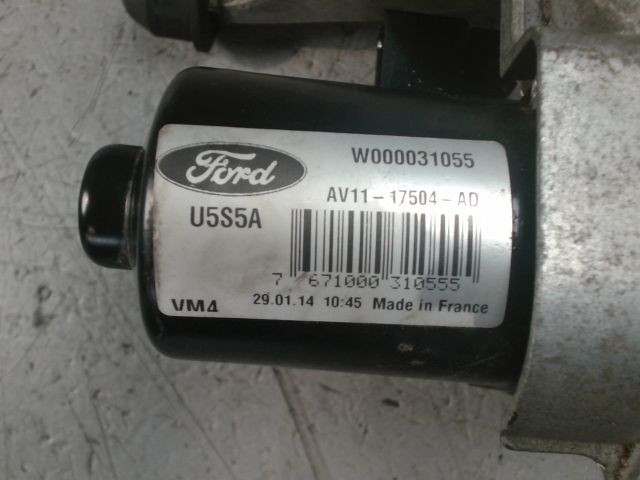 Ford
W000031055
U5S5A
AV11-17504-AD
7 671000 310555
VM4
29.01.14 10:45 Made in France